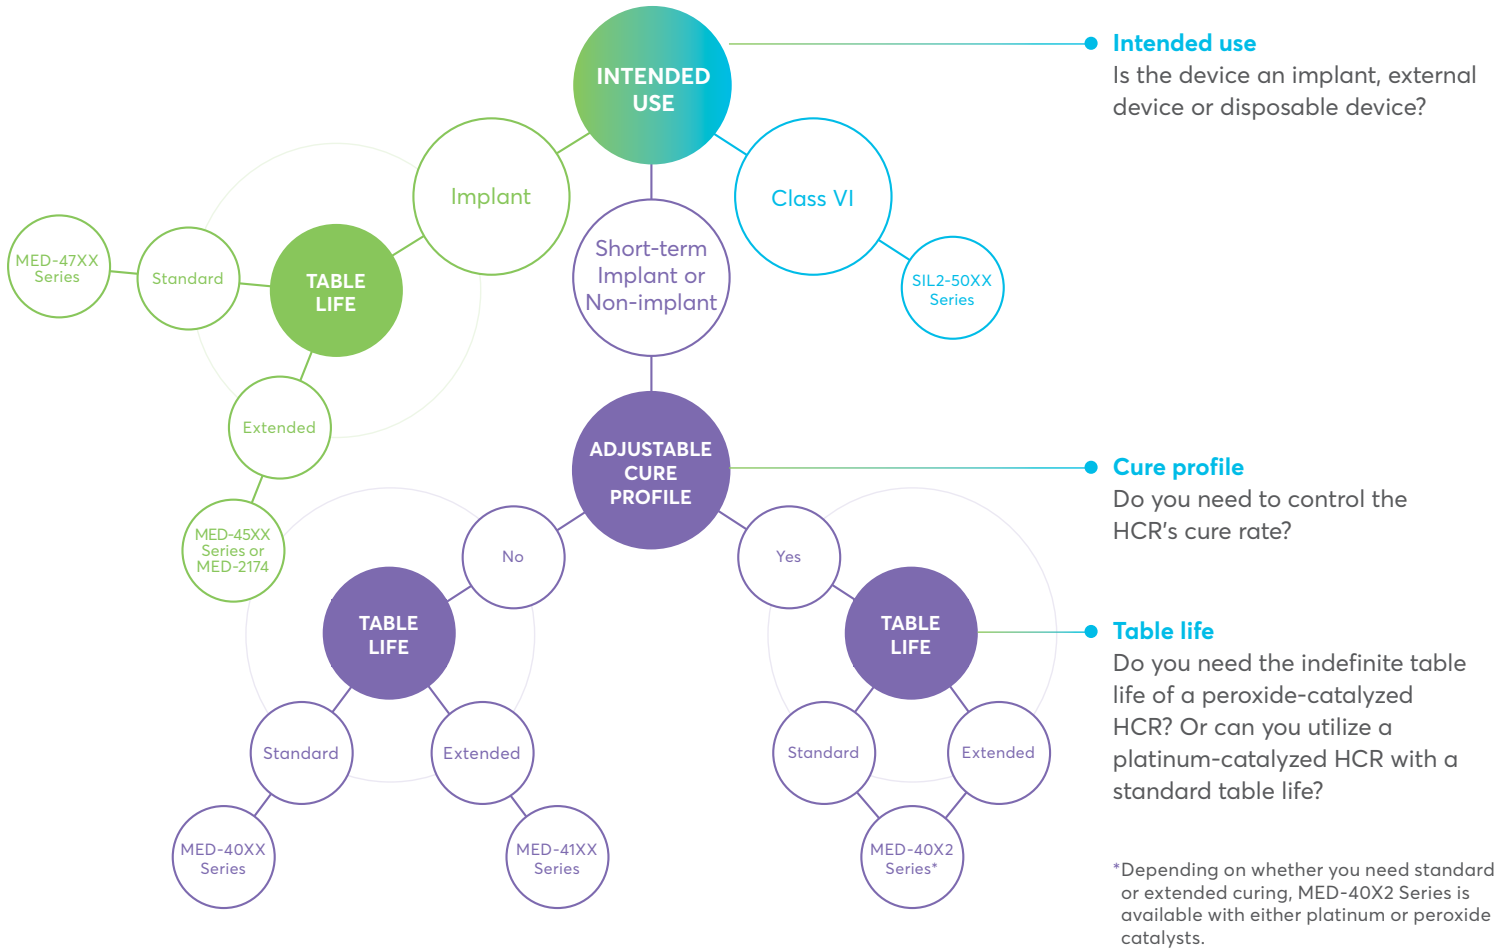 INTENDED
USE
Intended use
Is the device an implant, external
device or disposable device?
Implant
Short-term
Implant or
Non-implant
Class VI
SIL2-50XX
Series
TABLE
LIFE
Standard
MED-47XX
Series
Extended
MED-45XX
Series or
MED-2174
ADJUSTABLE
CURE
PROFILE
Cure profile
Do you need to control the
HCR's cure rate?
No
TABLE
LIFE
Standard
Extended
MED-40XX
Series
MED-41XX
Series
Yes
TABLE
LIFE
Standard
Extended
MED-40X2
Series*
Table life
Do you need the indefinite table
life of a peroxide-catalyzed
HCR? Or can you utilize a
platinum-catalyzed HCR with a
standard table life?
*Depending on whether you need standard
or extended curing, MED-40X2 Series is
available with either platinum or peroxide
catalysts.